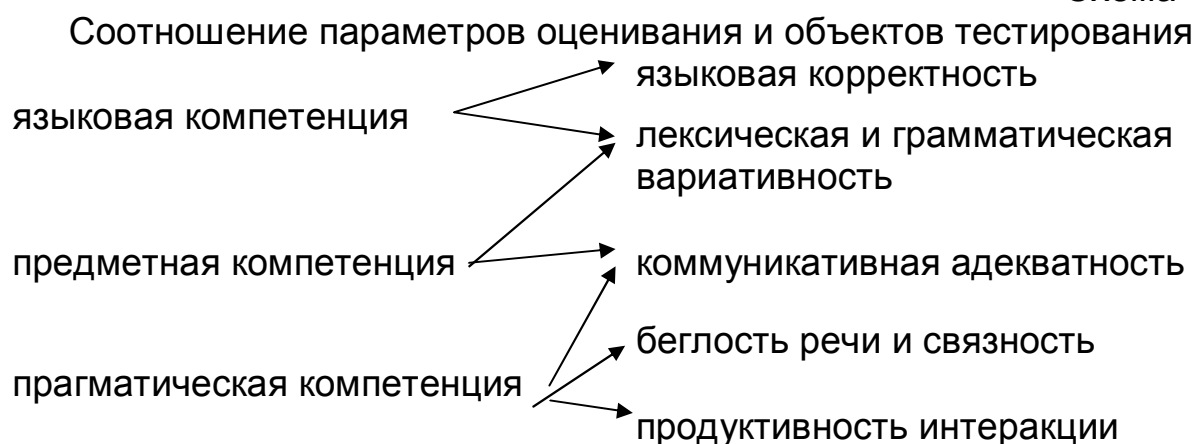 Соотношение параметров оценивания и объектов тестирования
языковая корректность
языковая компетенция
лексическая и грамматическая
вариативность
предметная компетенция
коммуникативная адекватность
беглость речи и связность
прагматическая компетенция
продуктивность интеракции